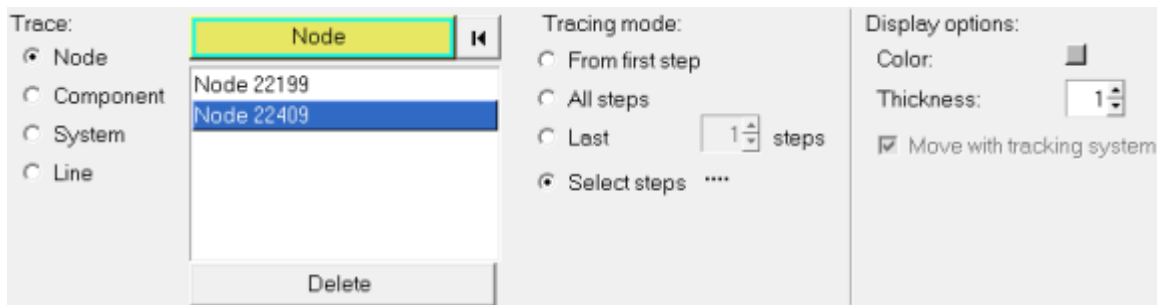 Trace:
Node
Component
System
Line
Node
Node 22199
Node 22409
Delete
Tracing mode:
From first step
All steps
Last 1 steps
Select steps ....
Display options:
Color:
Thickness: 1
Move with tracking system